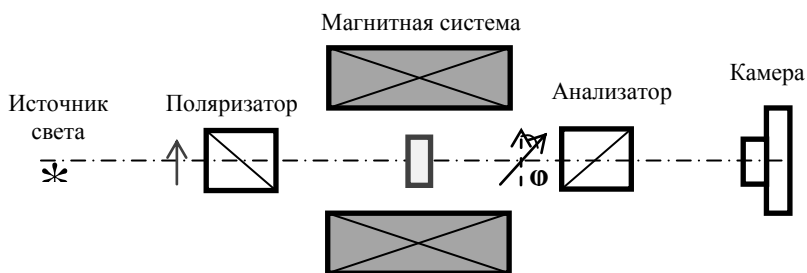 Магнитная система
Камера
Источник
света
Поляризатор
Анализатор
φ